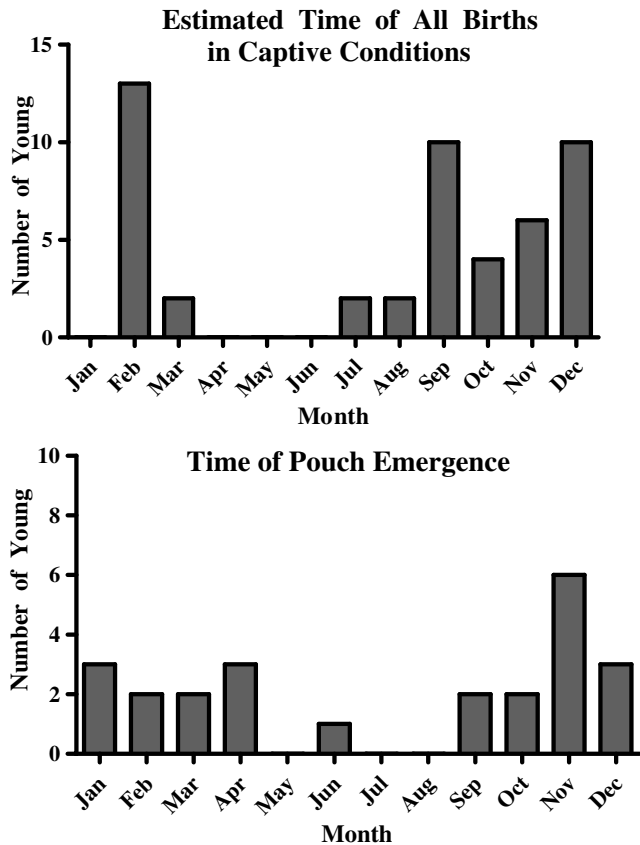 Estimated Time of All Births
in Captive Conditions
15
10
5
0
Number of Young
Jan Feb Mar Apr May Jun Jul Aug Sep Oct Nov Dec
Month
Time of Pouch Emergence
10
8
6
4
2
0
Number of Young
Jan Feb Mar Apr May Jun Jul Aug Sep Oct Nov Dec
Month